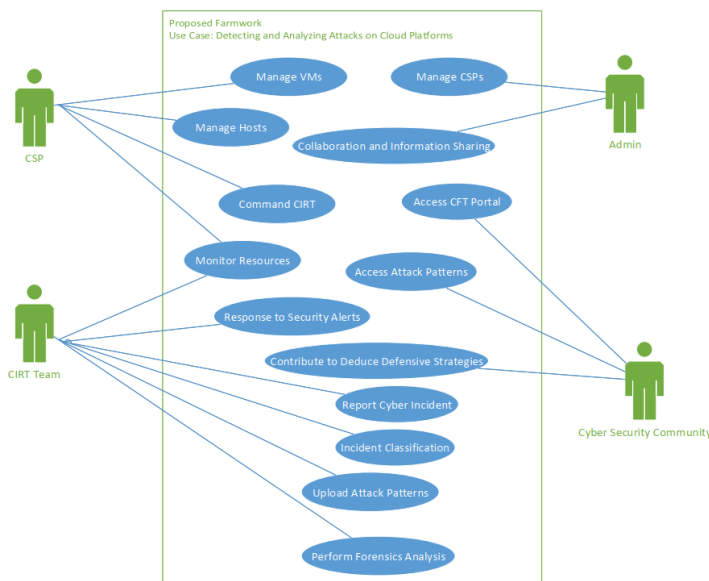 Proposed Farmwork
Use Case: Detecting and Analyzing Attacks on Cloud Platforms
Manage VMs
Manage CSPs
Manage Hosts
CSP
Collaboration and Information Sharing
Admin
Command CIRT
Access CFT Portal
Monitor Resources
Access Attack Patterns
Response to Security Alerts
Contribute to Deduce Defensive Strategies
CIRT Team
Report Cyber Incident
Cyber Security Community
Incident Classification
Upload Attack Patterns
Perform Forensics Analysis